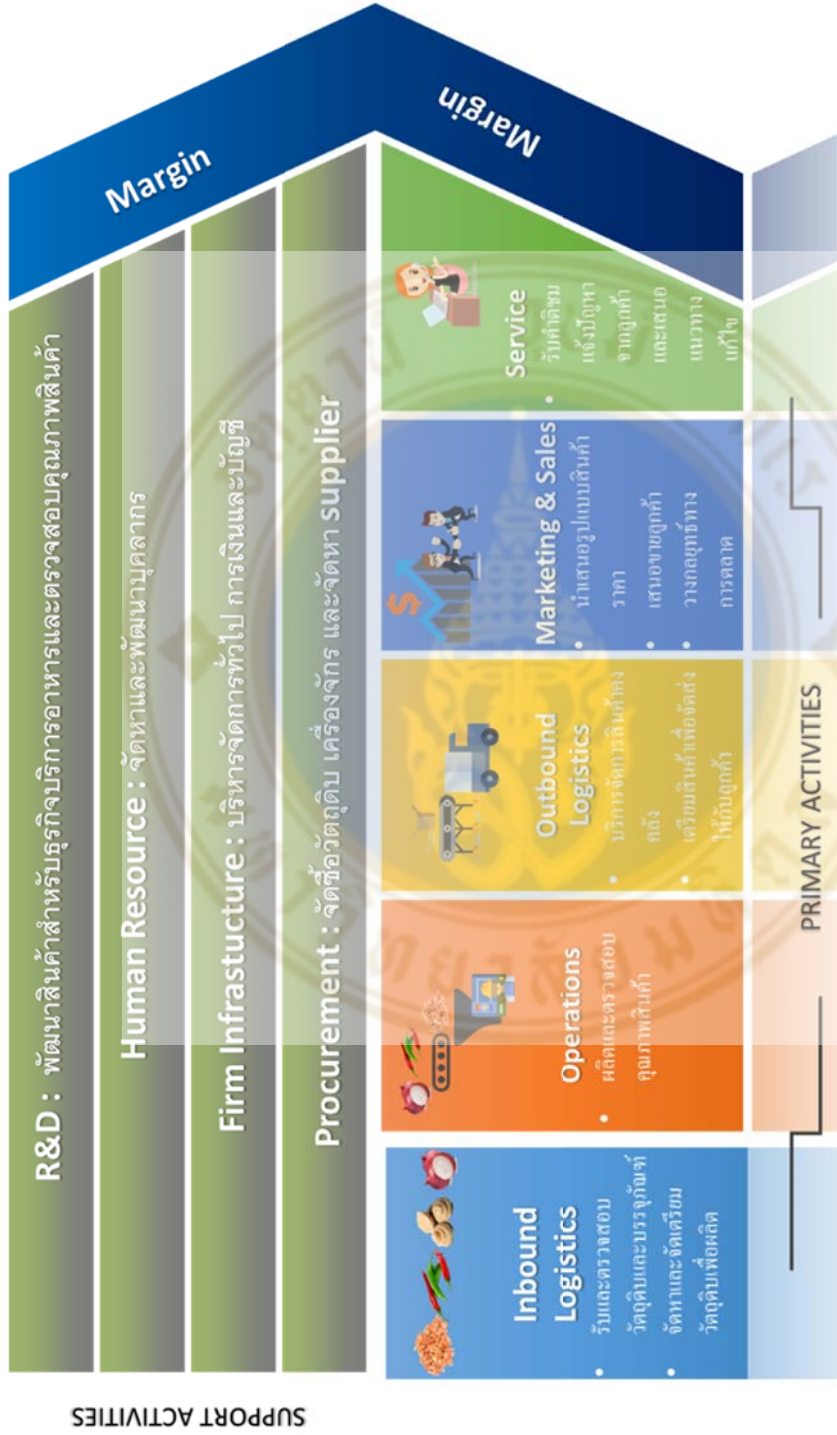 SUPPORT ACTIVITIES
R&D : พัฒนาสินค้าสำหรับธุรกิจบริการอาหารและตรวจสอบคุณภาพสินค้า
Human Resource : จัดหาและพัฒนาบุคลากร
Firm Infrastucture : บริหารจัดการทั่วไป การเงินและบัญชี
Procurement : จัดซื้อวัตถุดิบ เครื่องจักร และจัดหา supplier
Margin
Margin
Inbound
Logistics
• รับและตรวจสอบ
วัตถุดิบและบรรจุภัณฑ์
• จัดหาและจัดเตรียม
วัตถุดิบเพื่อผลิต
Operations
• ผลิตและตรวจสอบ
คุณภาพสินค้า
Outbound
Logistics
• บริการจัดการสินค้าคง
คลัง
• เตรียมสินค้าเพื่อจัดส่ง
ให้กับลูกค้า
Marketing & Sales
• นำเสนอรูปแบบสินค้า
ราคา
• เสนอขายลูกค้า
• วางกลยุทธ์ทาง
การตลาด
Service
• รับคำติชม
แจ้งปัญหา
จากลูกค้า
และเสนอ
แนวทาง
แก้ไข
PRIMARY ACTIVITIES